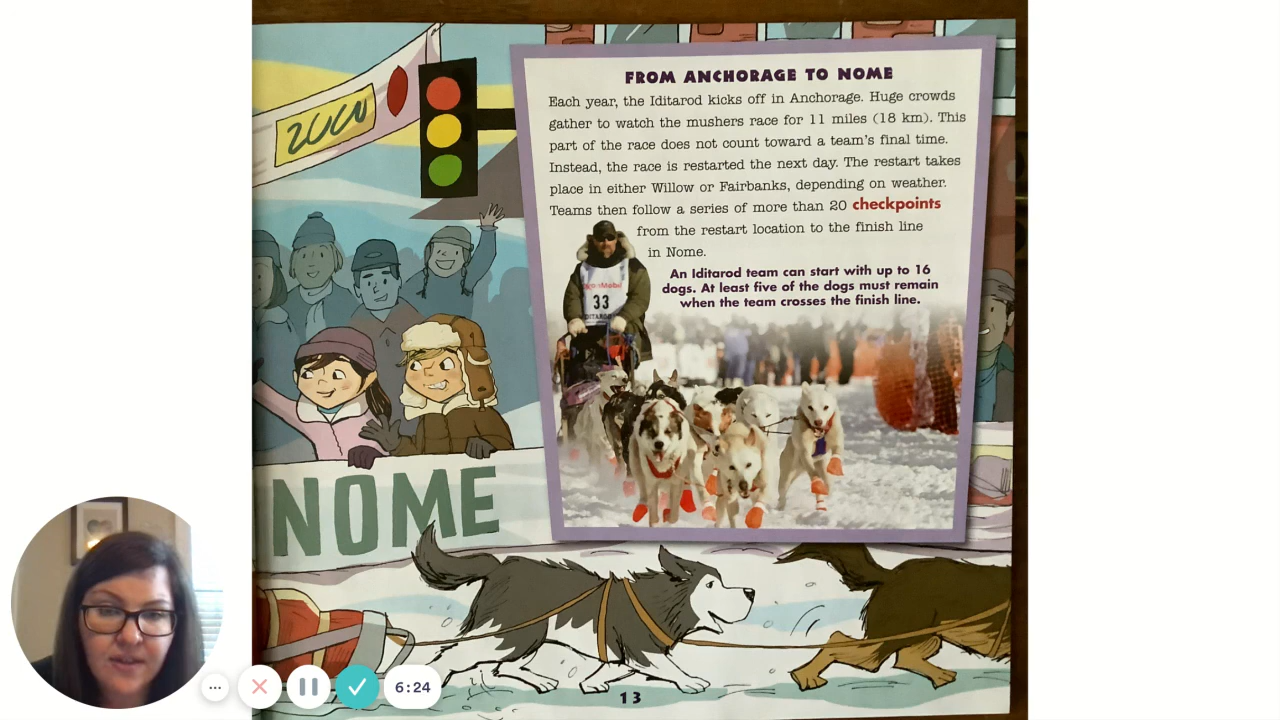 2000
FROM ANCHORAGE TO NOME
Each year, the Iditarod kicks off in Anchorage. Huge crowds
gather to watch the mushers race for 11 miles (18 km). This
part of the race does not count toward a team's final time.
Instead, the race is restarted the next day. The restart takes
place in either Willow or Fairbanks, depending on weather.
Teams then follow a series of more than 20 checkpoints
from the restart location to the finish line
in Nome.
An Iditarod team can start with up to 16
dogs. At least five of the dogs must remain
when the team crosses the finish line.
33
NOME
6:24
13